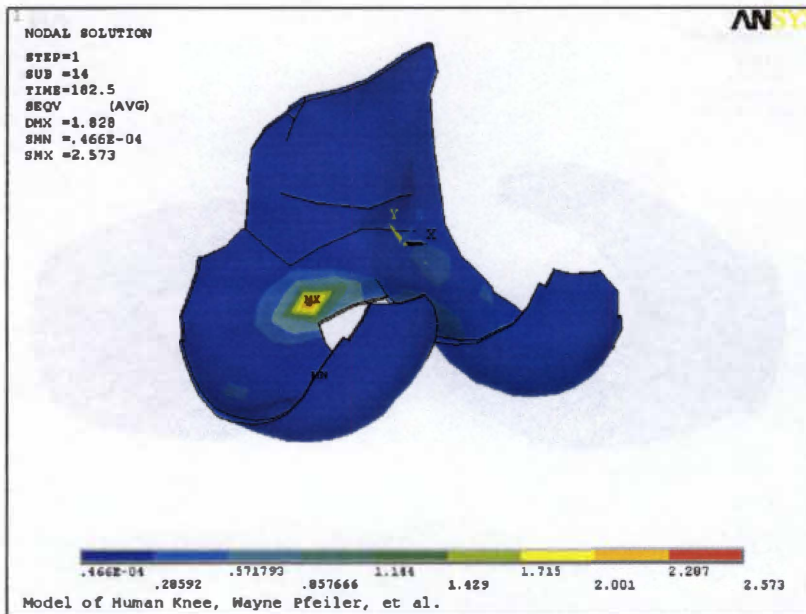 1
NODAL SOLUTION
STEP=1
SUB =14
TIME=182.5
SEQV (AVG)
DMX =1.828
SMN =.466E-04
SMX =2.573
ANSYS
Y
X
MX
MN
.466E-04 .571793 1.144 1.715 2.287
.28592 .857666 1.429 2.001 2.573
Model of Human Knee, Wayne Pfeiler, et al.